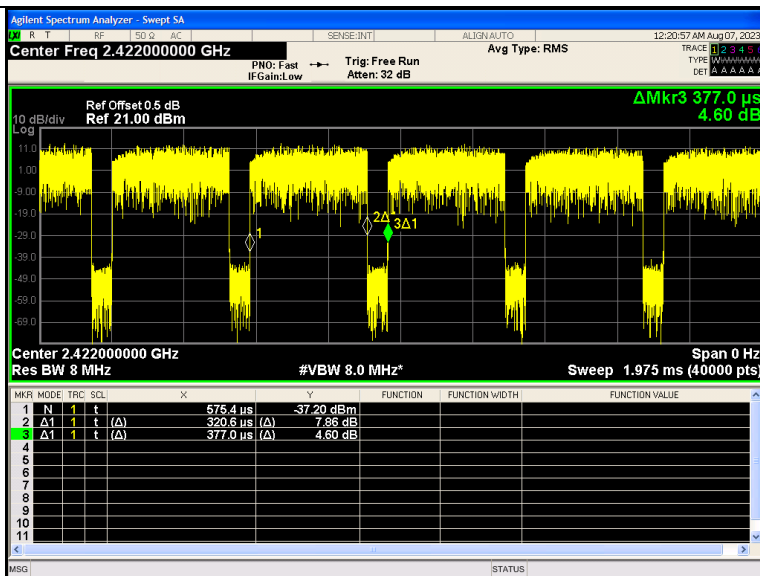 Agilent Spectrum Analyzer - Swept SA
LXI R T RF 50 Ω AC SENSE:INT ALIGN AUTO 12:20:57 AM Aug 07, 2023
Center Freq 2.422000000 GHz Avg Type: RMS TRACE 1 2 3 4 5
PNO: Fast Trig: Free Run TYPE W
IFGain:Low Atten: 32 dB DET A A A A A
ΔMkr3 377.0 µs
4.60 dB
Ref Offset 0.5 dB
10 dB/div Ref 21.00 dBm
Log
11.0
1.00
-9.00
-19.0
2Δ 3Δ1
1
-29.0
-39.0
-49.0
-59.0
-69.0
Center 2.422000000 GHz Span 0 Hz
Res BW 8 MHz #VBW 8.0 MHz* Sweep 1.975 ms (40000 pts)
MKR MODE TRC SCL X Y FUNCTION FUNCTION WIDTH FUNCTION VALUE
1 N 1 t 575.4 µs -37.20 dBm
2 Δ1 1 t (Δ) 320.6 µs (Δ) 7.86 dB
3 Δ1 1 t (Δ) 377.0 µs (Δ) 4.60 dB
4
5
6
7
8
9
10
11
MSG STATUS